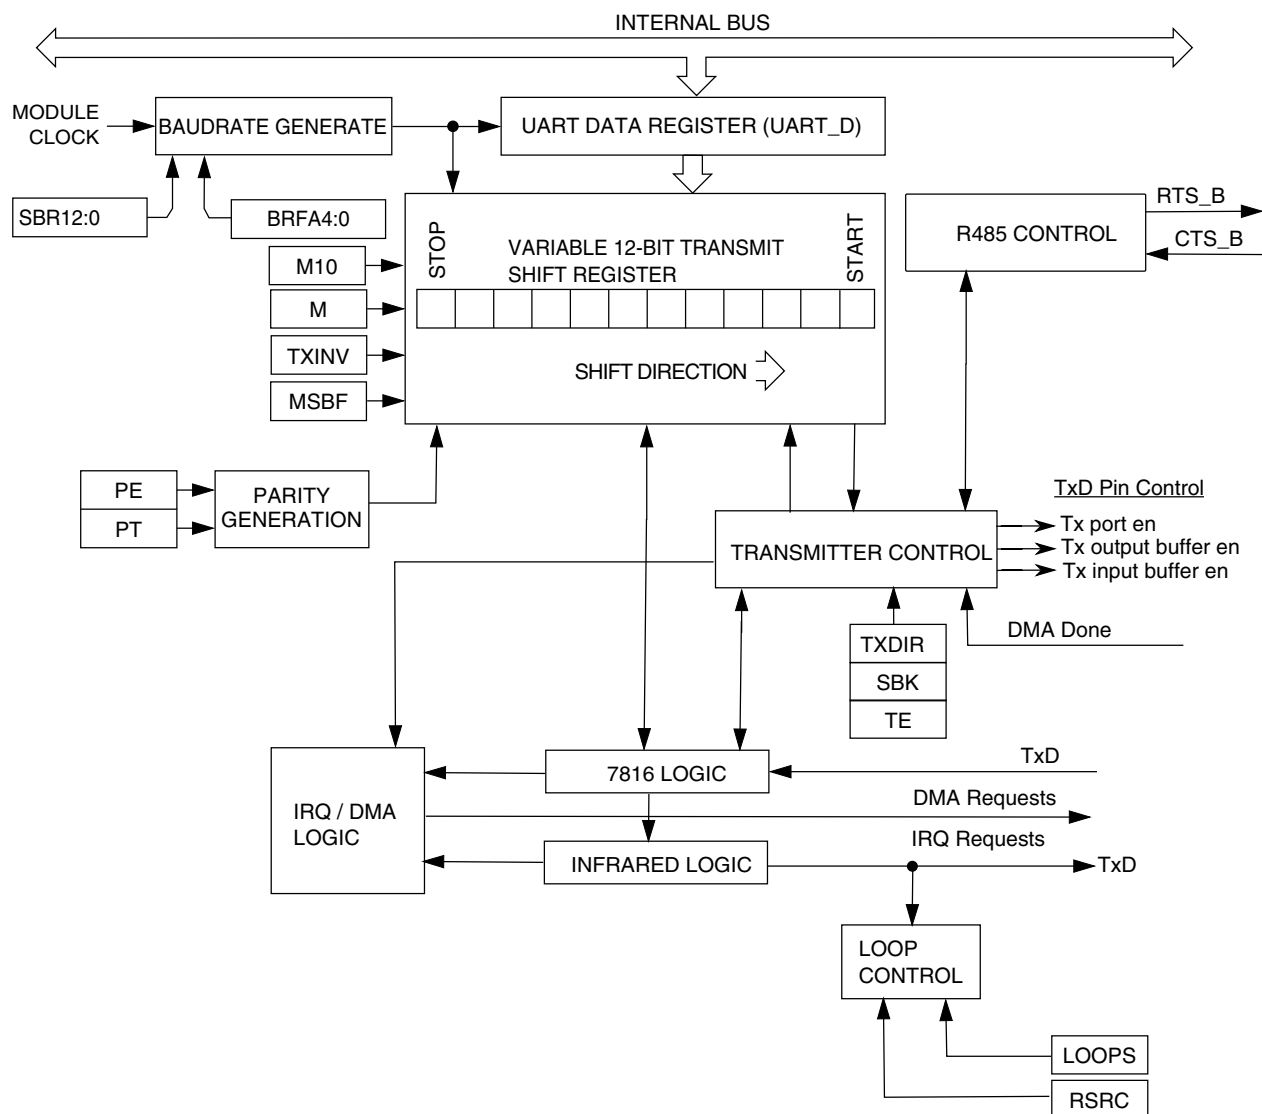 INTERNAL BUS
MODULE
CLOCK
BAUDRATE GENERATE
UART DATA REGISTER (UART_D)
SBR12:0
BRFA4:0
STOP
VARIABLE 12-BIT TRANSMIT
SHIFT REGISTER
START
R485 CONTROL
RTS_B
CTS_B
M10
M
TXINV
MSBF
SHIFT DIRECTION
PE
PT
PARITY
GENERATION
TRANSMITTER CONTROL
TxD Pin Control
Tx port en
Tx output buffer en
Tx input buffer en
DMA Done
TXDIR
SBK
TE
IRQ / DMA
LOGIC
7816 LOGIC
TxD
DMA Requests
IRQ Requests
INFRARED LOGIC
TxD
LOOP
CONTROL
LOOPS
RSRC